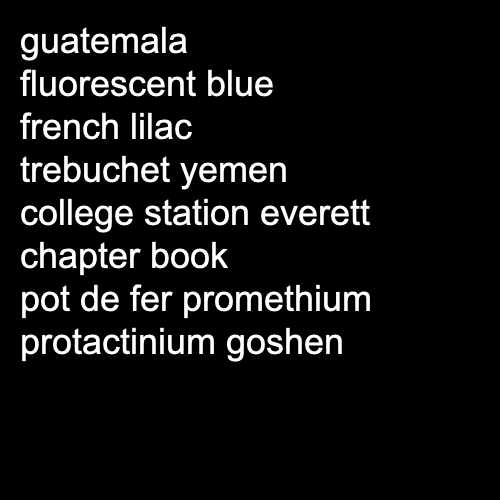 guatemala
fluorescent blue
french lilac
trebuchet yemen
college station everett
chapter book
pot de fer promethium
protactinium goshen